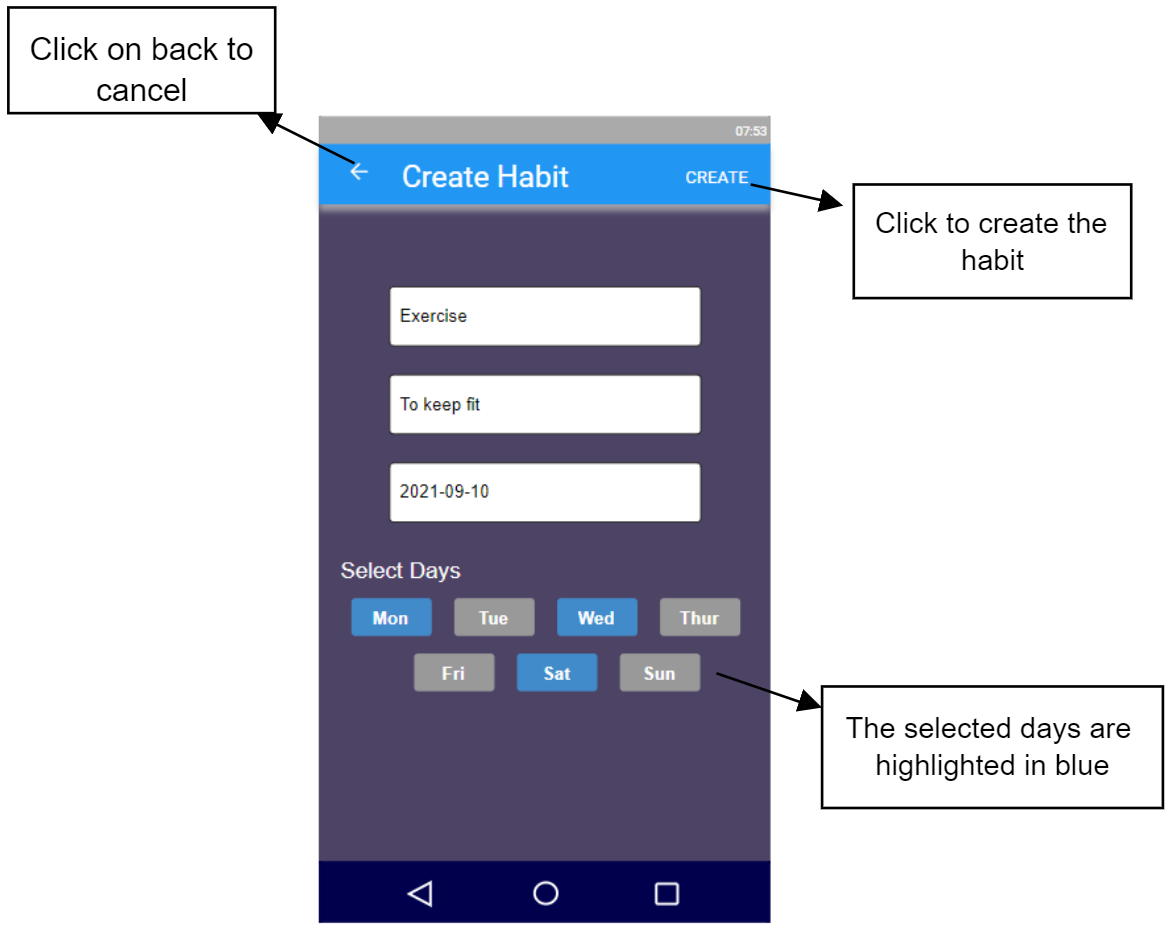 Click on back to
cancel
07:53
Create Habit
CREATE
Click to create the
habit
Exercise
To keep fit
2021-09-10
Select Days
Mon Tue Wed Thur
Fri Sat Sun
The selected days are
highlighted in blue